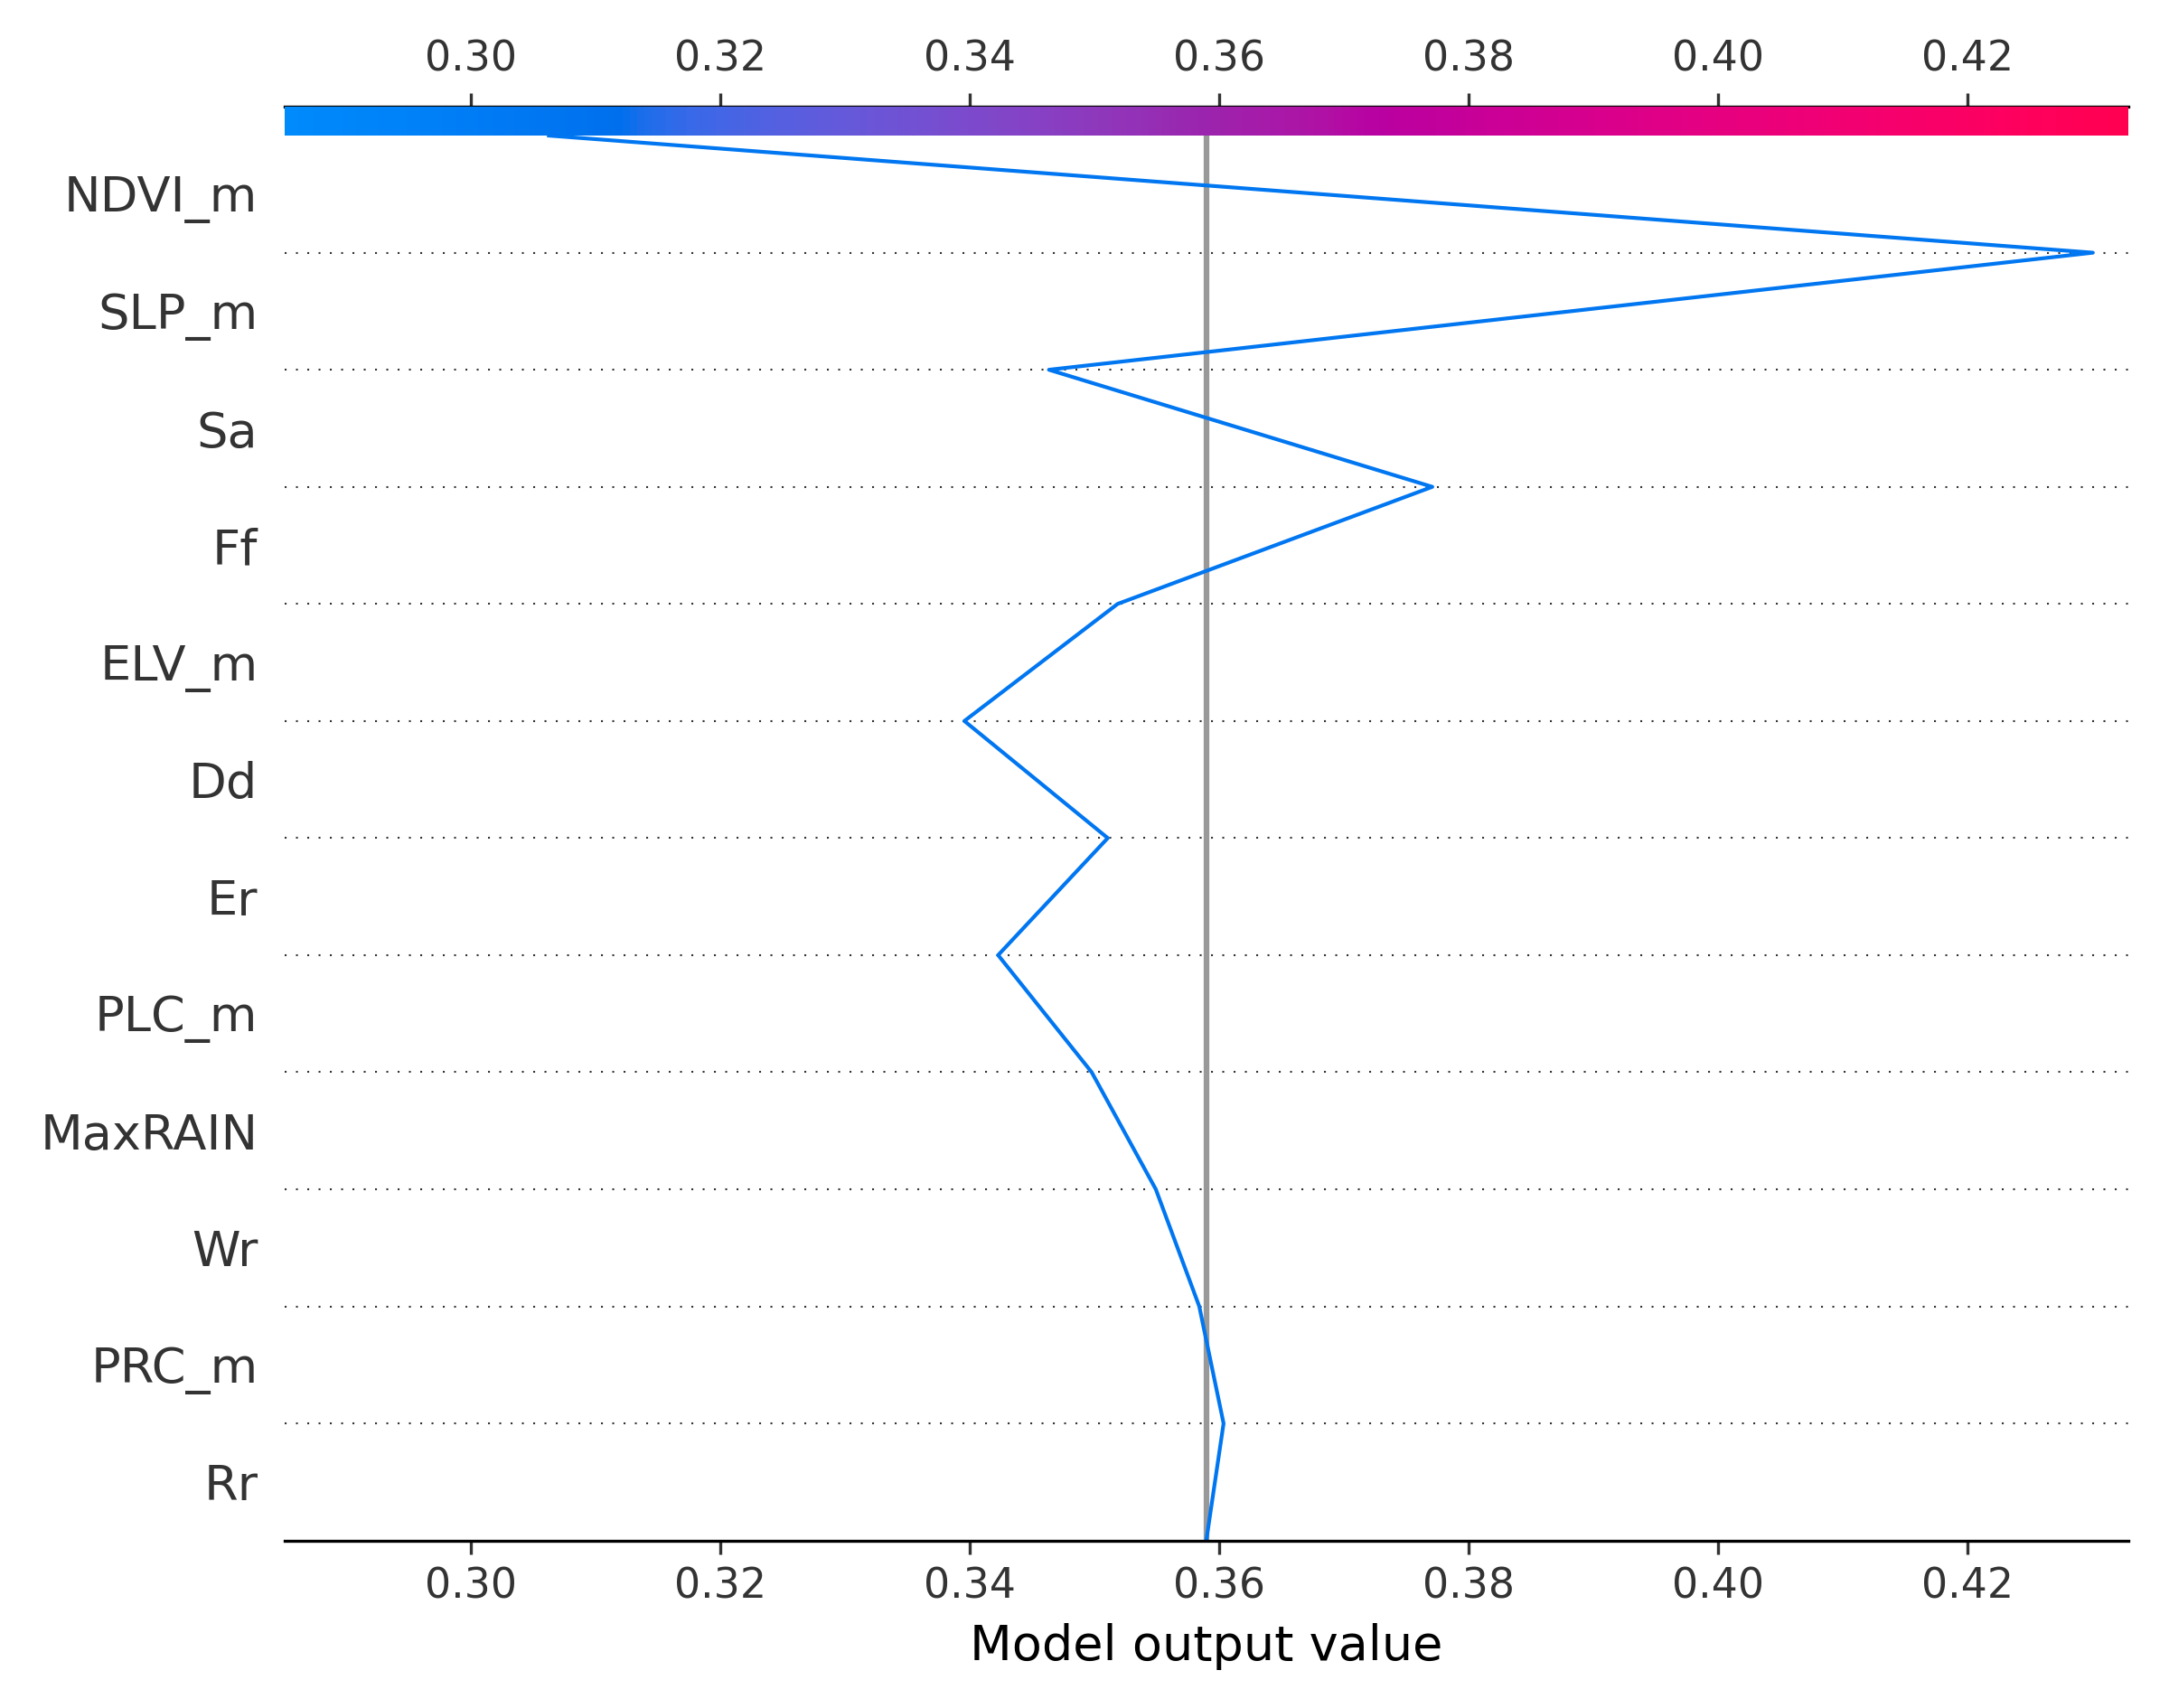 0.30 0.32 0.34 0.36 0.38 0.40 0.42
NDVI_m
SLP_m
Sa
Ff
ELV_m
Dd
Er
PLC_m
MaxRAIN
Wr
PRC_m
Rr
0.30 0.32 0.34 0.36 0.38 0.40 0.42
Model output value